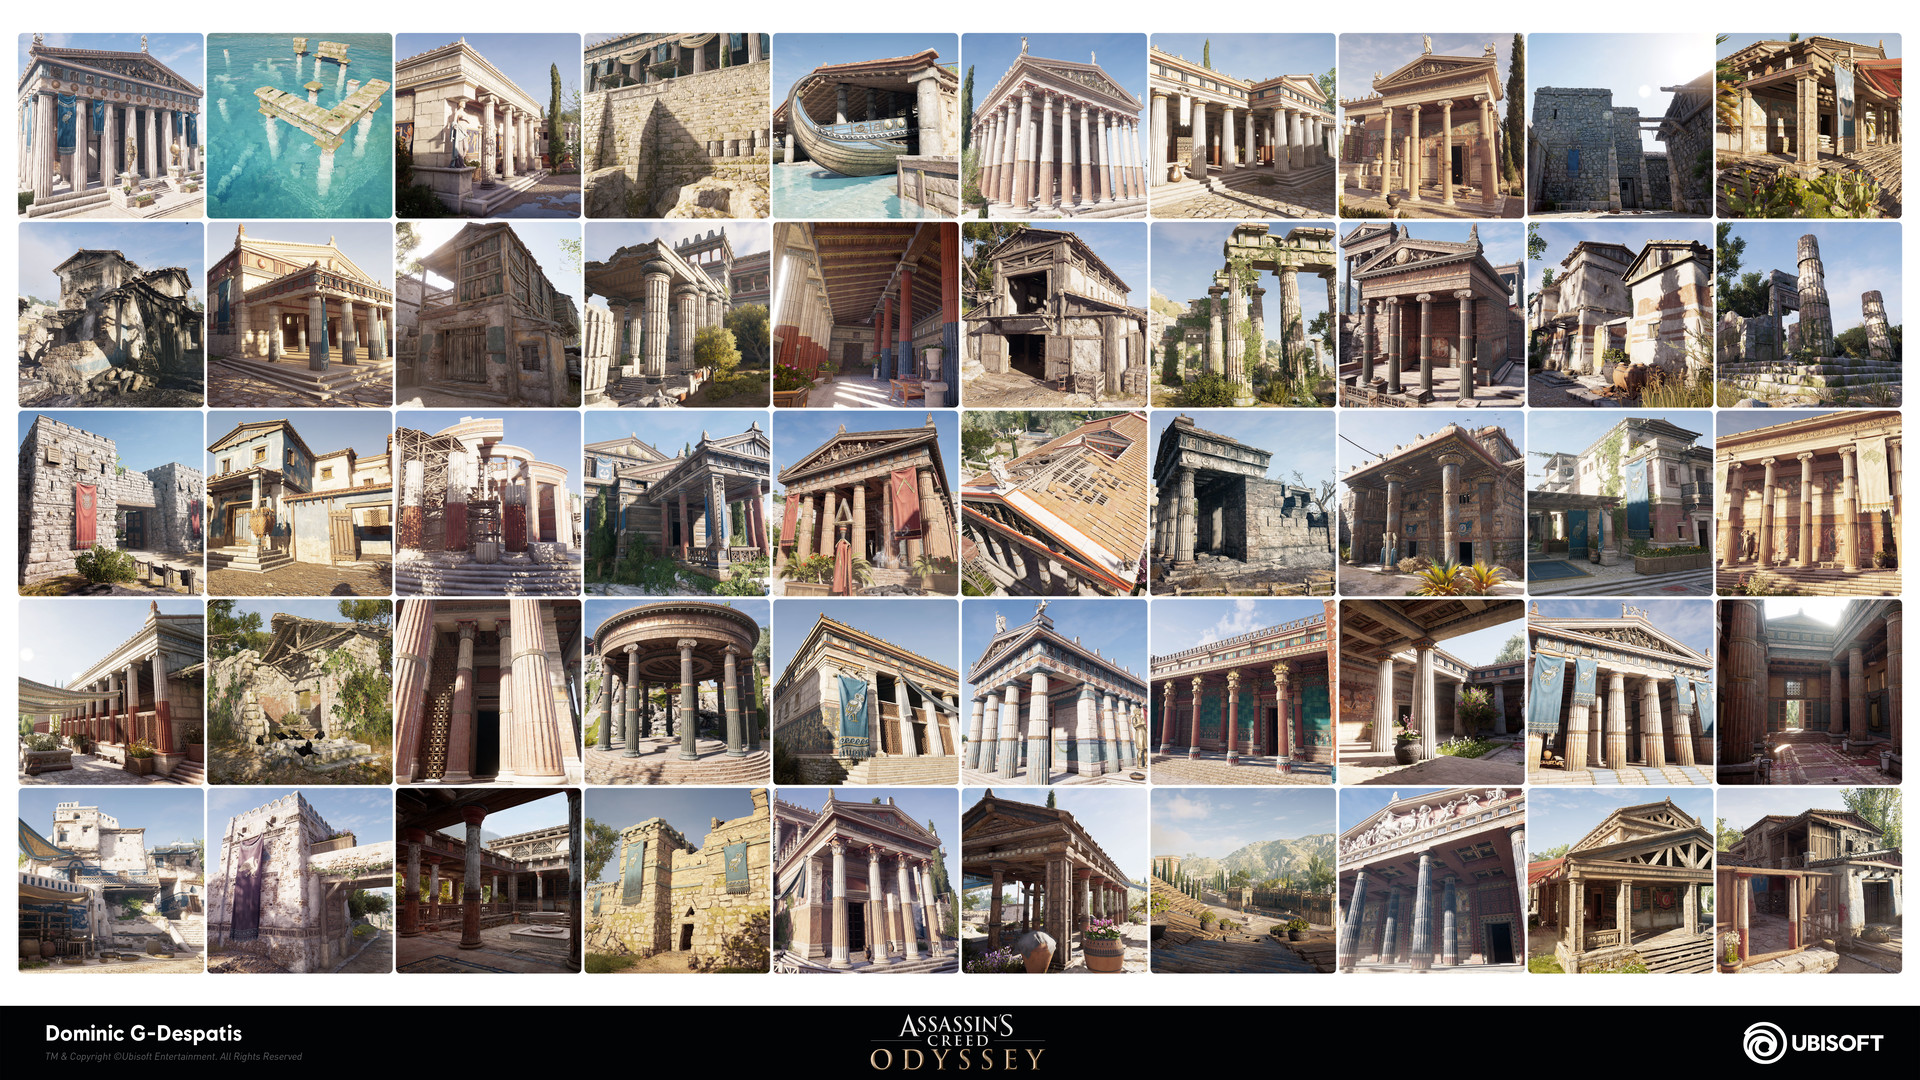 Dominic G-Despatis
TM & Copyright ©Ubisoft Entertainment. All Rights Reserved
ASSASSIN'S
CREED
ODYSSEY
UBISOFT